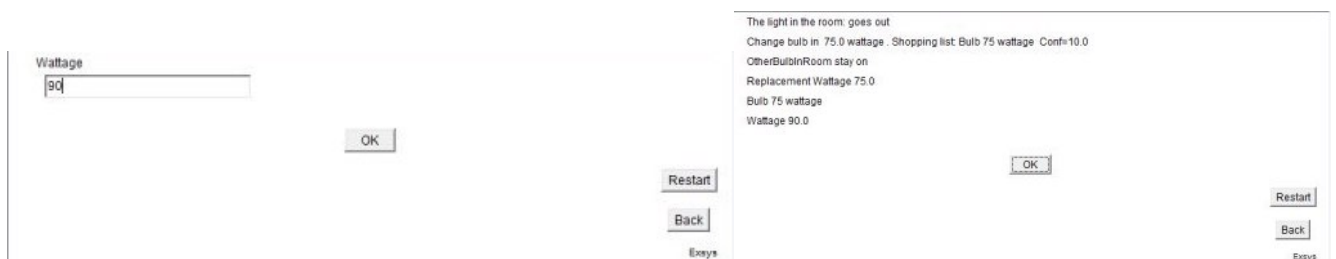 Wattage
90
OK
Restart
Back
Exsys
The light in the room: goes out
Change bulb in 75.0 wattage . Shopping list: Bulb 75 wattage Conf=10.0
OtherBulbInRoom stay on
Replacement Wattage 75.0
Bulb 75 wattage
Wattage 90.0
OK
Restart
Back
Exsys